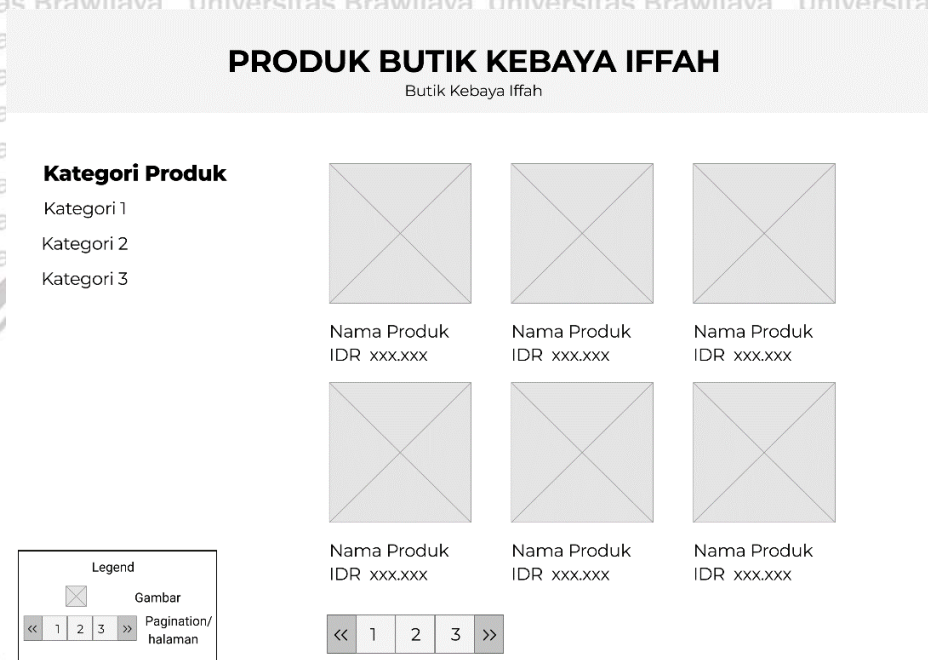 as Brawijaya Universitas Brawijaya Universitas Brawijaya Universita
PRODUK BUTIK KEBAYA IFFAH
Butik Kebaya Iffah
Kategori Produk
Kategori 1
Kategori 2
Kategori 3
Nama Produk Nama Produk Nama Produk
IDR xxx.xxx IDR xxx.xxx IDR xxx.xxx
Nama Produk Nama Produk Nama Produk
IDR xxx.xxx IDR xxx.xxx IDR xxx.xxx
« 1 2 3 »
Legend
Gambar
« 1 2 3 » Pagination/
halaman